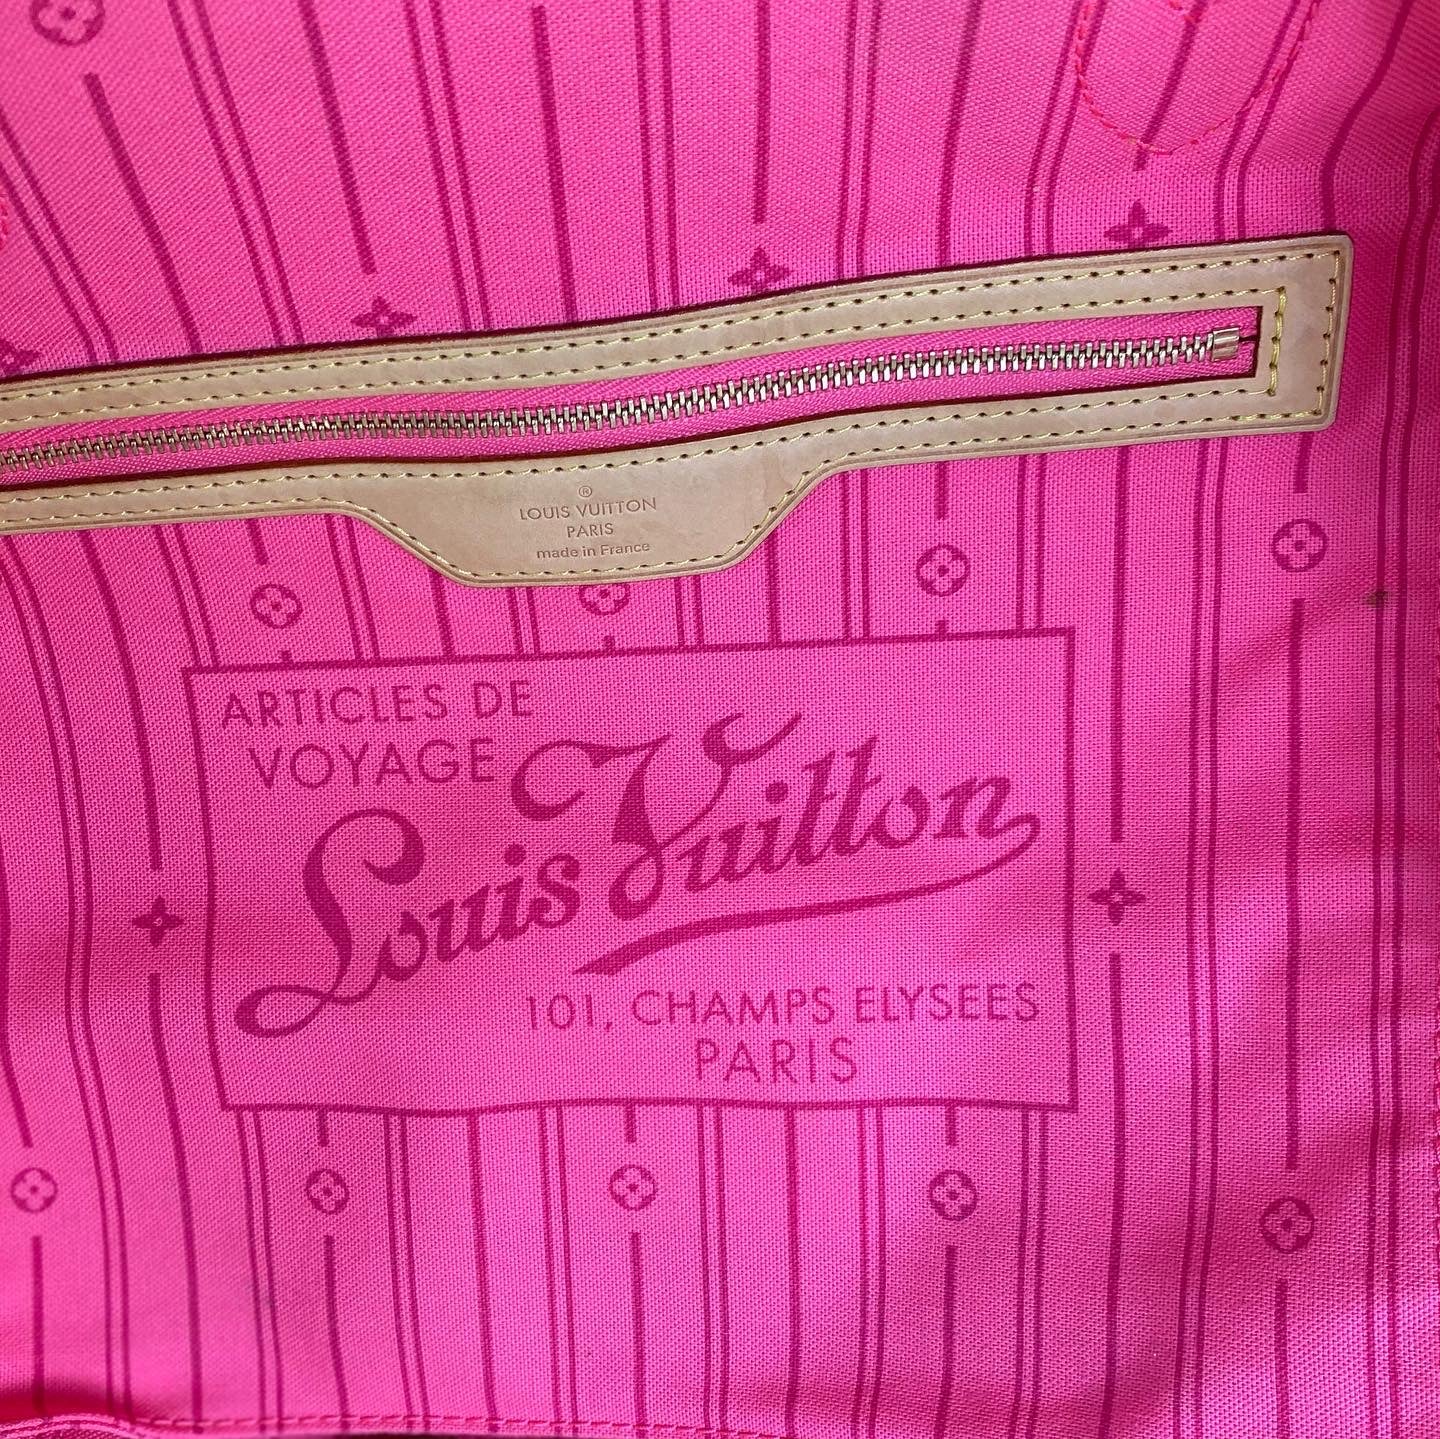 ®
LOUIS VUITTON
PARIS
made in France
ARTICLES DE
VOYAGE
Louis Vuitton
101, CHAMPS ELYSEES
PARIS